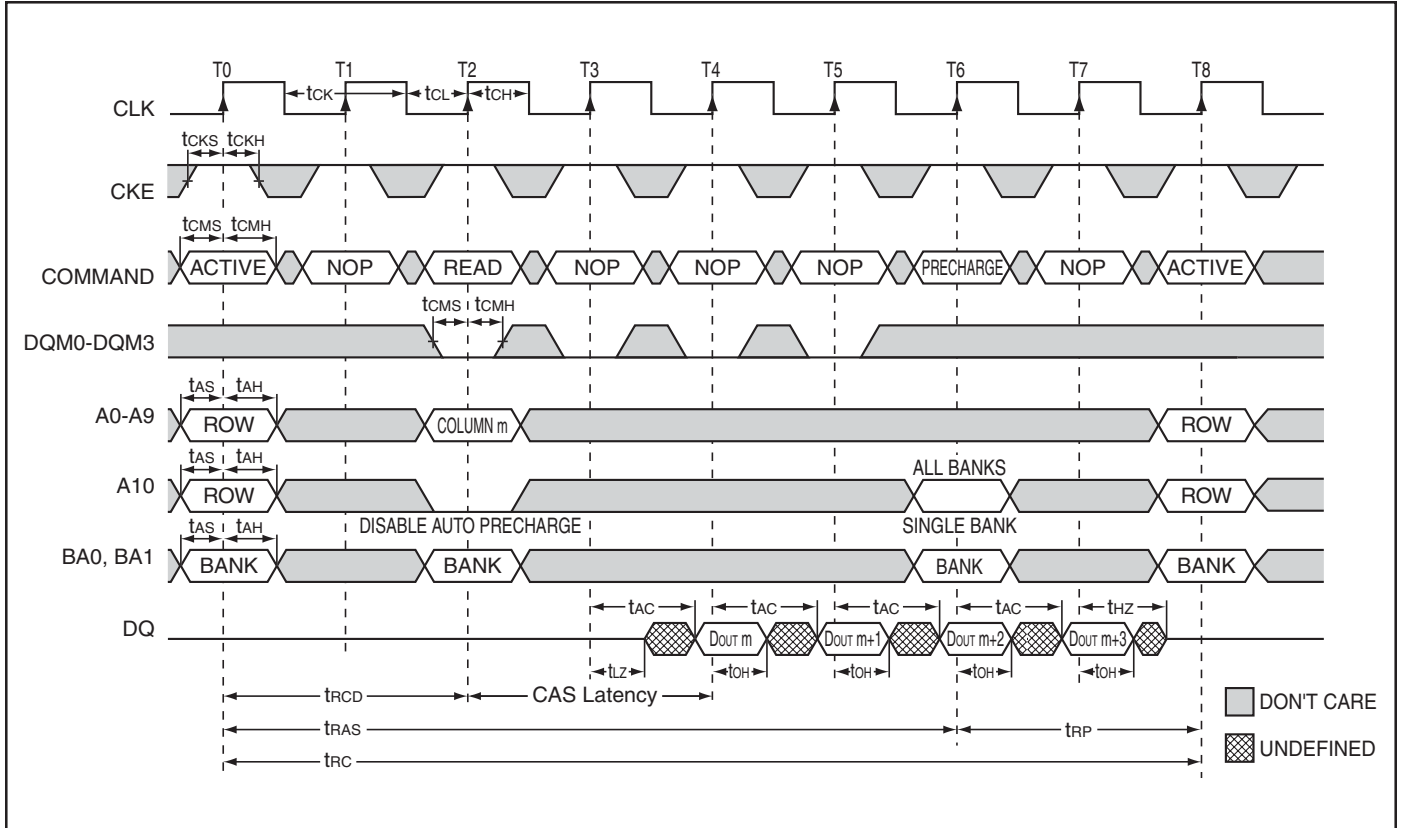 T0 T1 T2 T3 T4 T5 T6 T7 T8
CLK tCK tCL tCH
tCKS tCKH
CKE
tCMS tCMH
COMMAND ACTIVE NOP READ NOP NOP NOP PRECHARGE NOP ACTIVE
tCMS tCMH
DQM0-DQM3
tAS tAH
A0-A9 ROW COLUMN m ROW
tAS tAH ALL BANKS
A10 ROW ROW
DISABLE AUTO PRECHARGE SINGLE BANK
tAS tAH
BA0, BA1 BANK BANK BANK BANK
tAC tAC tAC tAC tHZ
DQ DOUT m DOUT m+1 DOUT m+2 DOUT m+3
tLZ tOH tOH tOH tOH
tRCD CAS Latency
DON'T CARE
tRAS tRP
UNDEFINED
tRC